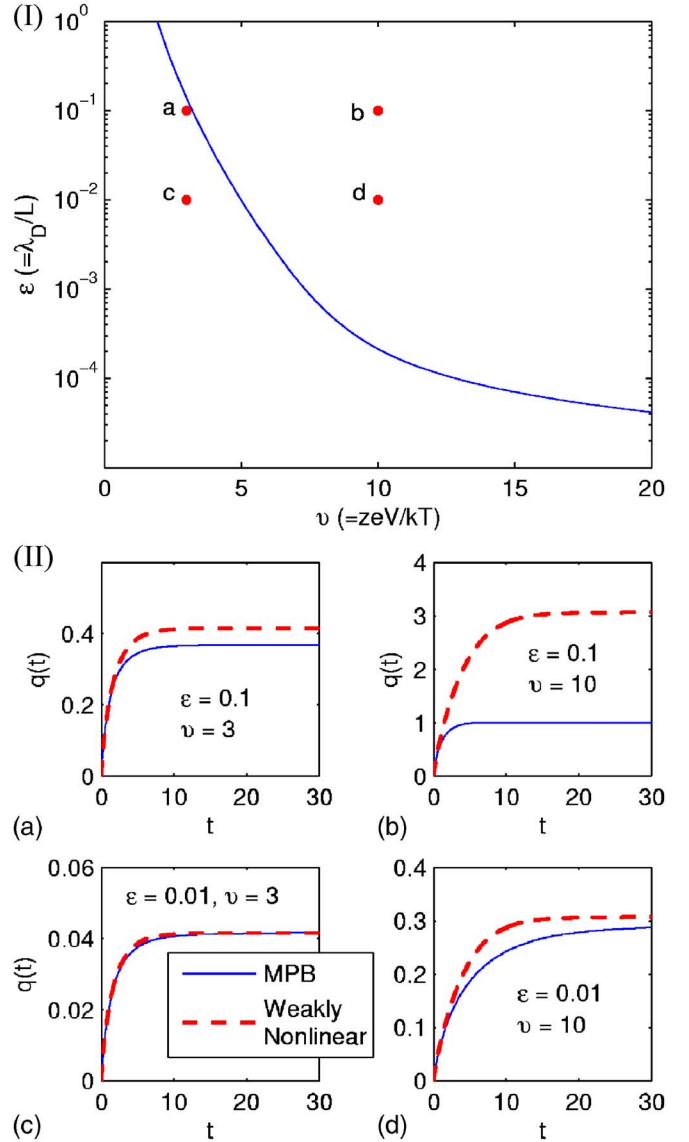 (I)
10⁰
10⁻¹
10⁻²
10⁻³
10⁻⁴
ε (=λ_D/L)
a
b
c
d
0 5 10 15 20
υ (=zeV/kT)
(II)
0.4
0.2
0
q(t)
ε = 0.1
υ = 3
0 10 20 30
(a)
t
4
3
2
1
0
q(t)
ε = 0.1
υ = 10
0 10 20 30
(b)
t
0.06
0.04
0.02
0
q(t)
ε = 0.01, υ = 3
MPB
Weakly
Nonlinear
0 10 20 30
(c)
t
0.4
0.3
0.2
0.1
0
q(t)
ε = 0.01
υ = 10
0 10 20 30
(d)
t